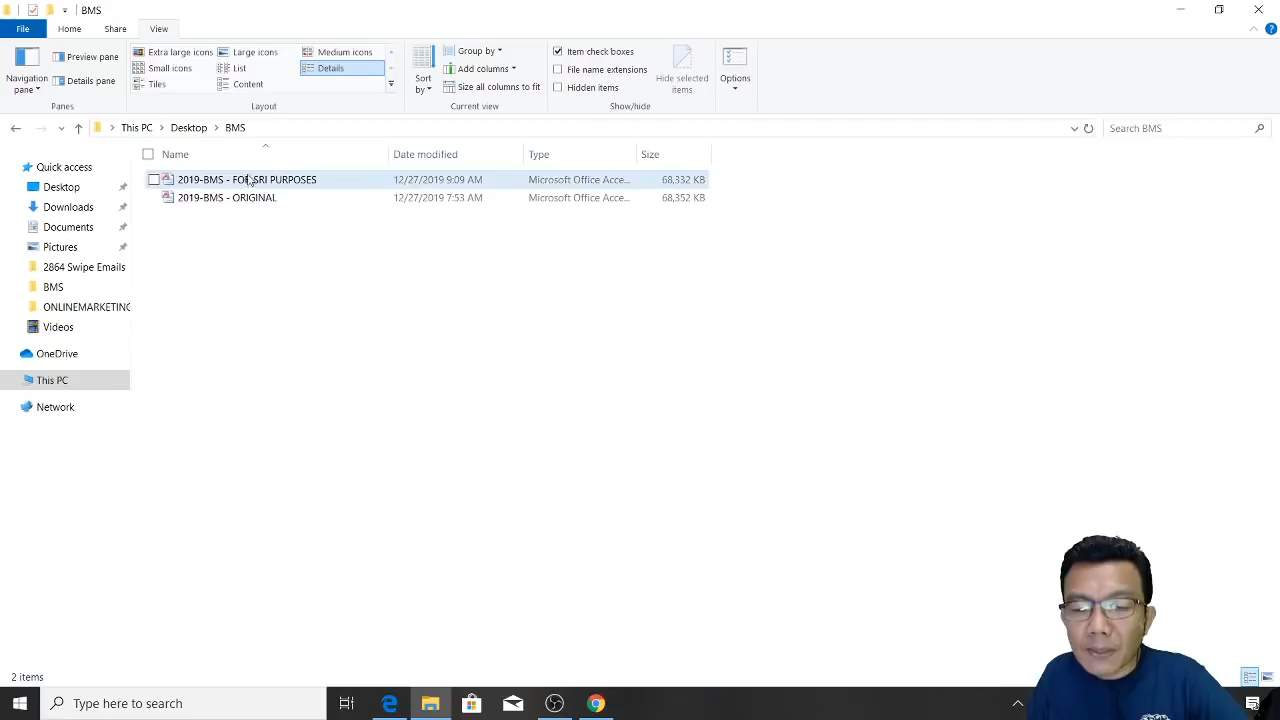 BMS
File Home Share View
Navigation pane
Preview pane
Details pane
Panes
Extra large icons Large icons Medium icons
Small icons List Details
Tiles Content
Layout
Sort by
Group by
Add columns
Size all columns to fit
Current view
Item check boxes
File name extensions
Hidden items
Hide selected items
Show/hide
Options
This PC > Desktop > BMS
Search BMS
Name Date modified Type Size
2019-BMS - FOR SRI PURPOSES 12/27/2019 9:09 AM Microsoft Office Acce... 68,332 KB
2019-BMS - ORIGINAL 12/27/2019 7:53 AM Microsoft Office Acce... 68,352 KB
Quick access
Desktop
Downloads
Documents
Pictures
2864 Swipe Emails
BMS
ONLINEMARKETING
Videos
OneDrive
This PC
Network
2 items
Type here to search